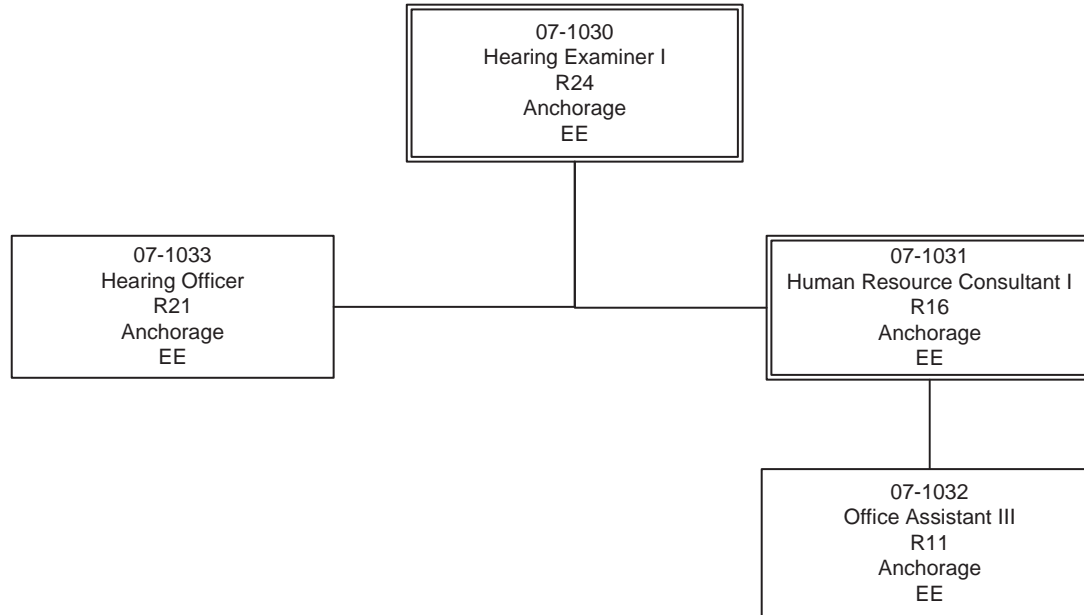 07-1030
Hearing Examiner I
R24
Anchorage
EE
07-1033
Hearing Officer
R21
Anchorage
EE
07-1031
Human Resource Consultant I
R16
Anchorage
EE
07-1032
Office Assistant III
R11
Anchorage
EE